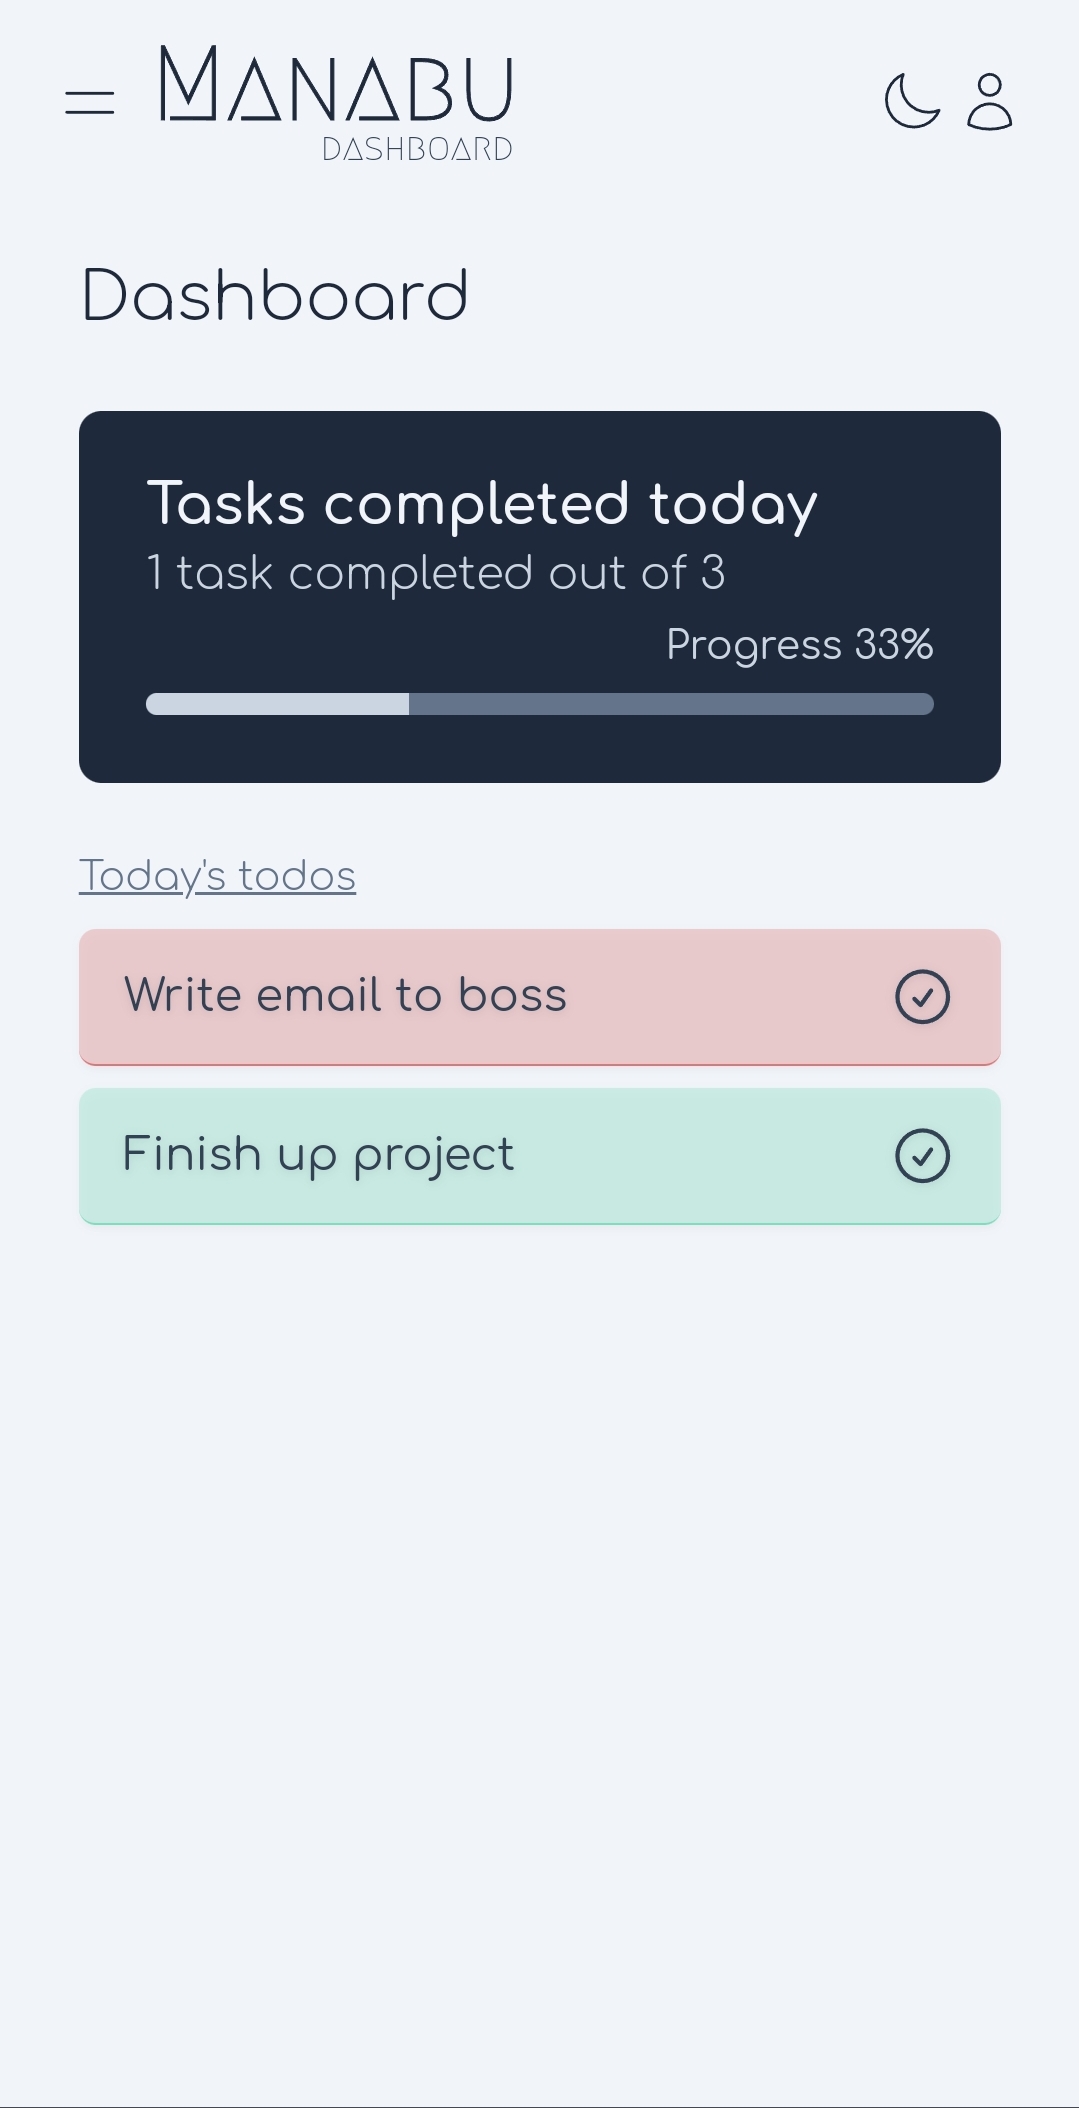 MANABU
DASHBOARD
Dashboard
Tasks completed today
1 task completed out of 3
Progress 33%
Today's todos
Write email to boss
Finish up project